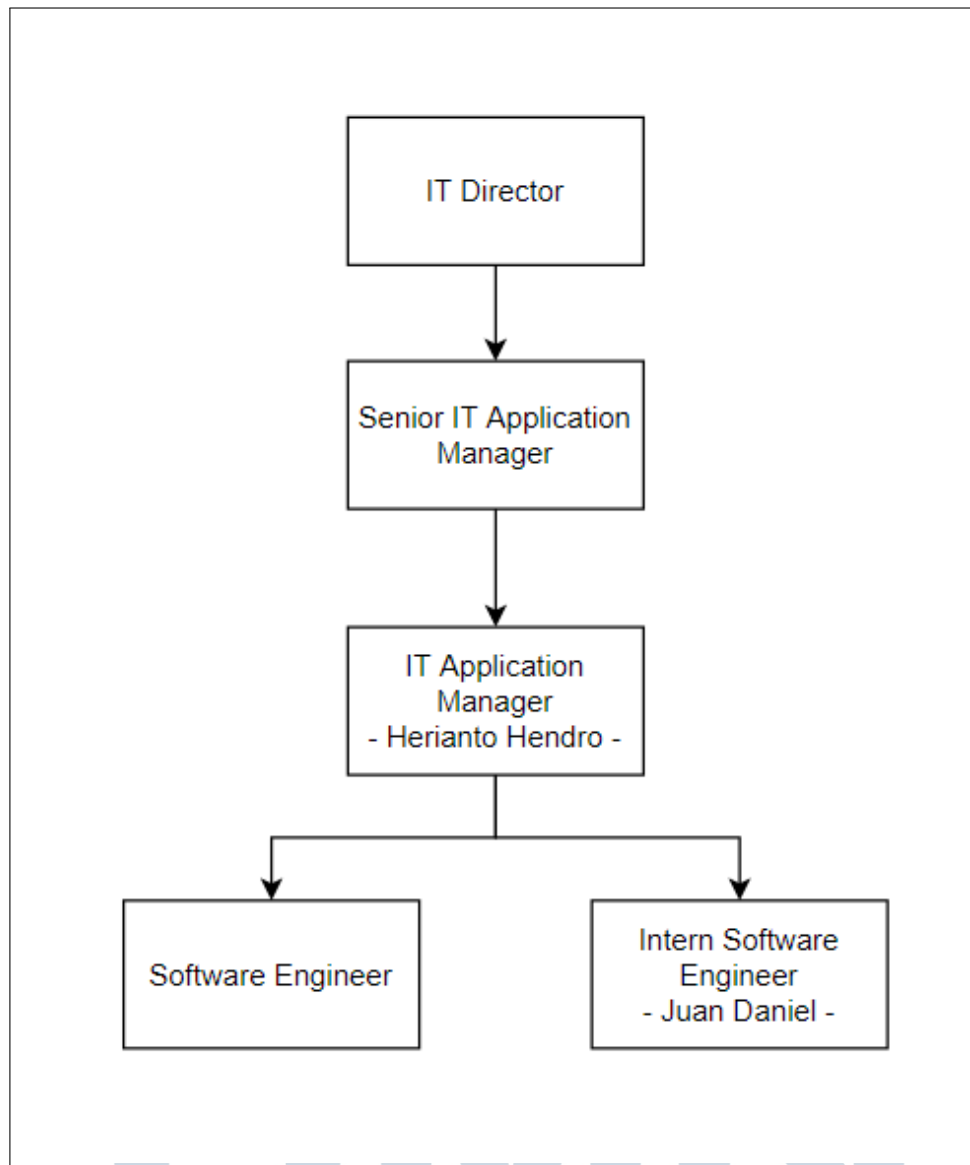 IT Director
Senior IT Application
Manager
IT Application
Manager
- Herianto Hendro -
Software Engineer
Intern Software
Engineer
- Juan Daniel -